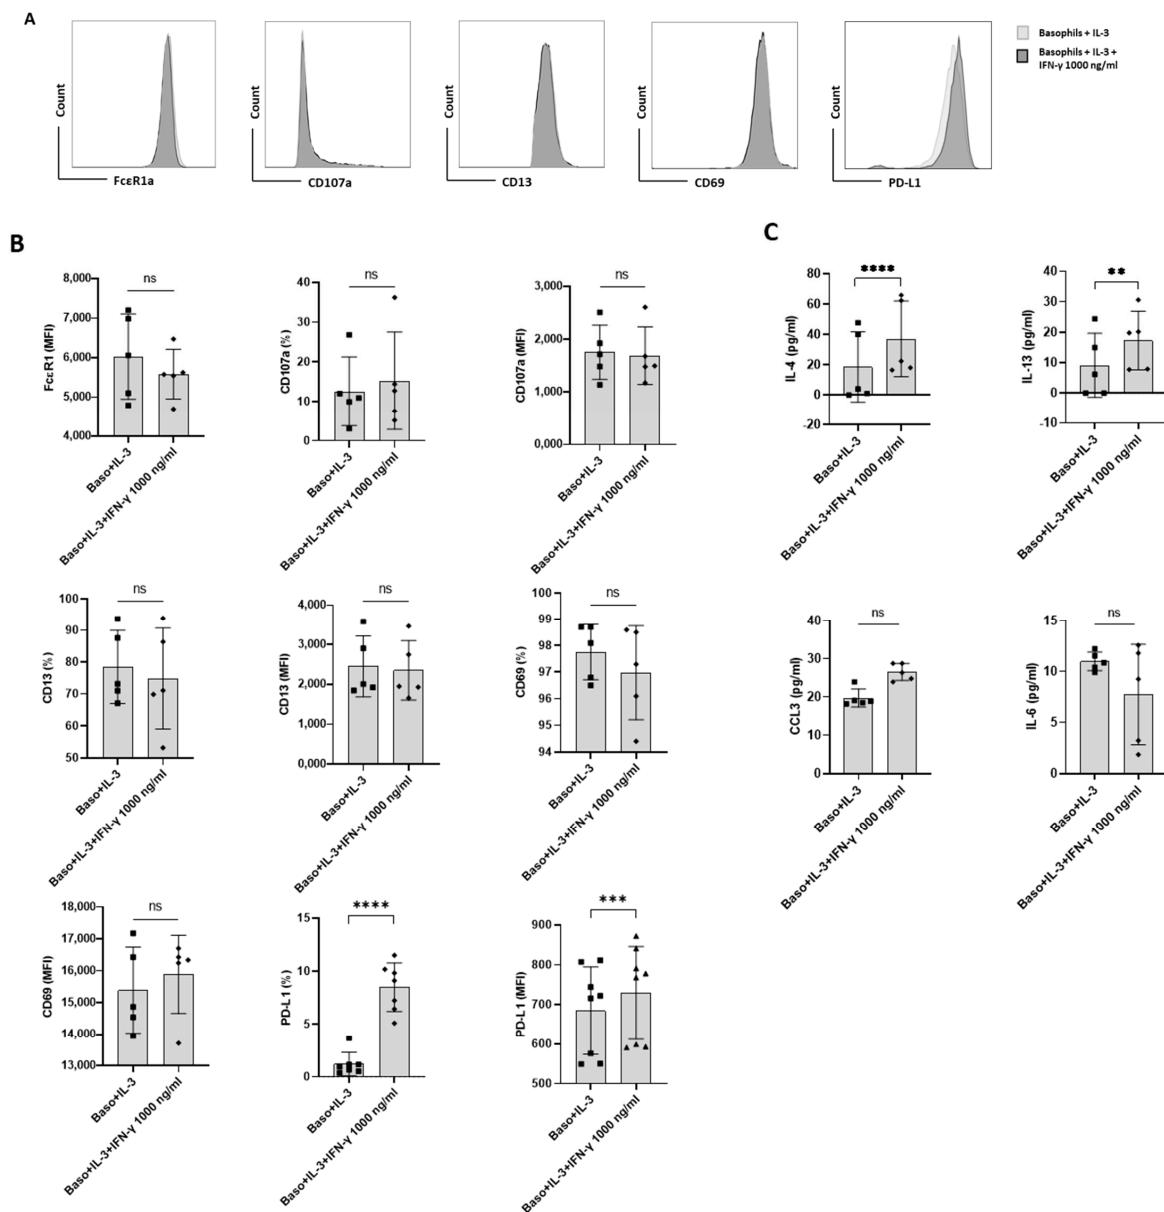 A
Count
FcεR1a
Count
CD107a
Count
CD13
Count
CD69
Count
PD-L1
Basophils + IL-3
Basophils + IL-3 +
IFN-γ 1000 ng/ml
B
FcεR1 (MFI)
8,000
7,000
6,000
5,000
4,000
ns
Baso+IL-3
Baso+IL-3+IFN-γ 1000 ng/ml
CD107a (%)
40
30
20
10
0
ns
Baso+IL-3
Baso+IL-3+IFN-γ 1000 ng/ml
CD107a (MFI)
3,000
2,000
1,000
0,000
ns
Baso+IL-3
Baso+IL-3+IFN-γ 1000 ng/ml
C
IL-4 (pg/ml)
80
60
40
20
0
-20
****
Baso+IL-3
Baso+IL-3+IFN-γ 1000 ng/ml
IL-13 (pg/ml)
40
30
20
10
0
-10
**
Baso+IL-3
Baso+IL-3+IFN-γ 1000 ng/ml
CD13 (%)
100
90
80
70
60
50
ns
Baso+IL-3
Baso+IL-3+IFN-γ 1000 ng/ml
CD13 (MFI)
4,000
3,000
2,000
1,000
0,000
ns
Baso+IL-3
Baso+IL-3+IFN-γ 1000 ng/ml
CD69 (%)
99
98
97
96
95
94
ns
Baso+IL-3
Baso+IL-3+IFN-γ 1000 ng/ml
CCL3 (pg/ml)
40
30
20
10
0
ns
Baso+IL-3
Baso+IL-3+IFN-γ 1000 ng/ml
IL-6 (pg/ml)
15
10
5
0
ns
Baso+IL-3
Baso+IL-3+IFN-γ 1000 ng/ml
CD69 (MFI)
18,000
17,000
16,000
15,000
14,000
13,000
ns
Baso+IL-3
Baso+IL-3+IFN-γ 1000 ng/ml
PD-L1 (%)
15
10
5
0
****
Baso+IL-3
Baso+IL-3+IFN-γ 1000 ng/ml
PD-L1 (MFI)
900
800
700
600
500
***
Baso+IL-3
Baso+IL-3+IFN-γ 1000 ng/ml